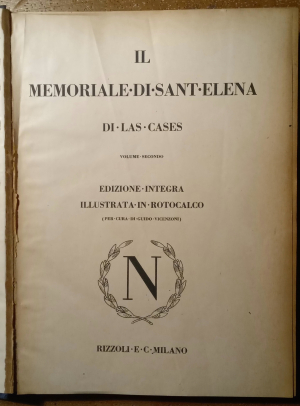 IL
MEMORIALE·DI·SANT·ELENA
DI·LAS·CASES
VOLUME·SECONDO
EDIZIONE·INTEGRA
ILLUSTRATA·IN·ROTOCALCO
(PER·CURA·DI·GUIDO·VICENZONI)
N
RIZZOLI·E·C·MILANO